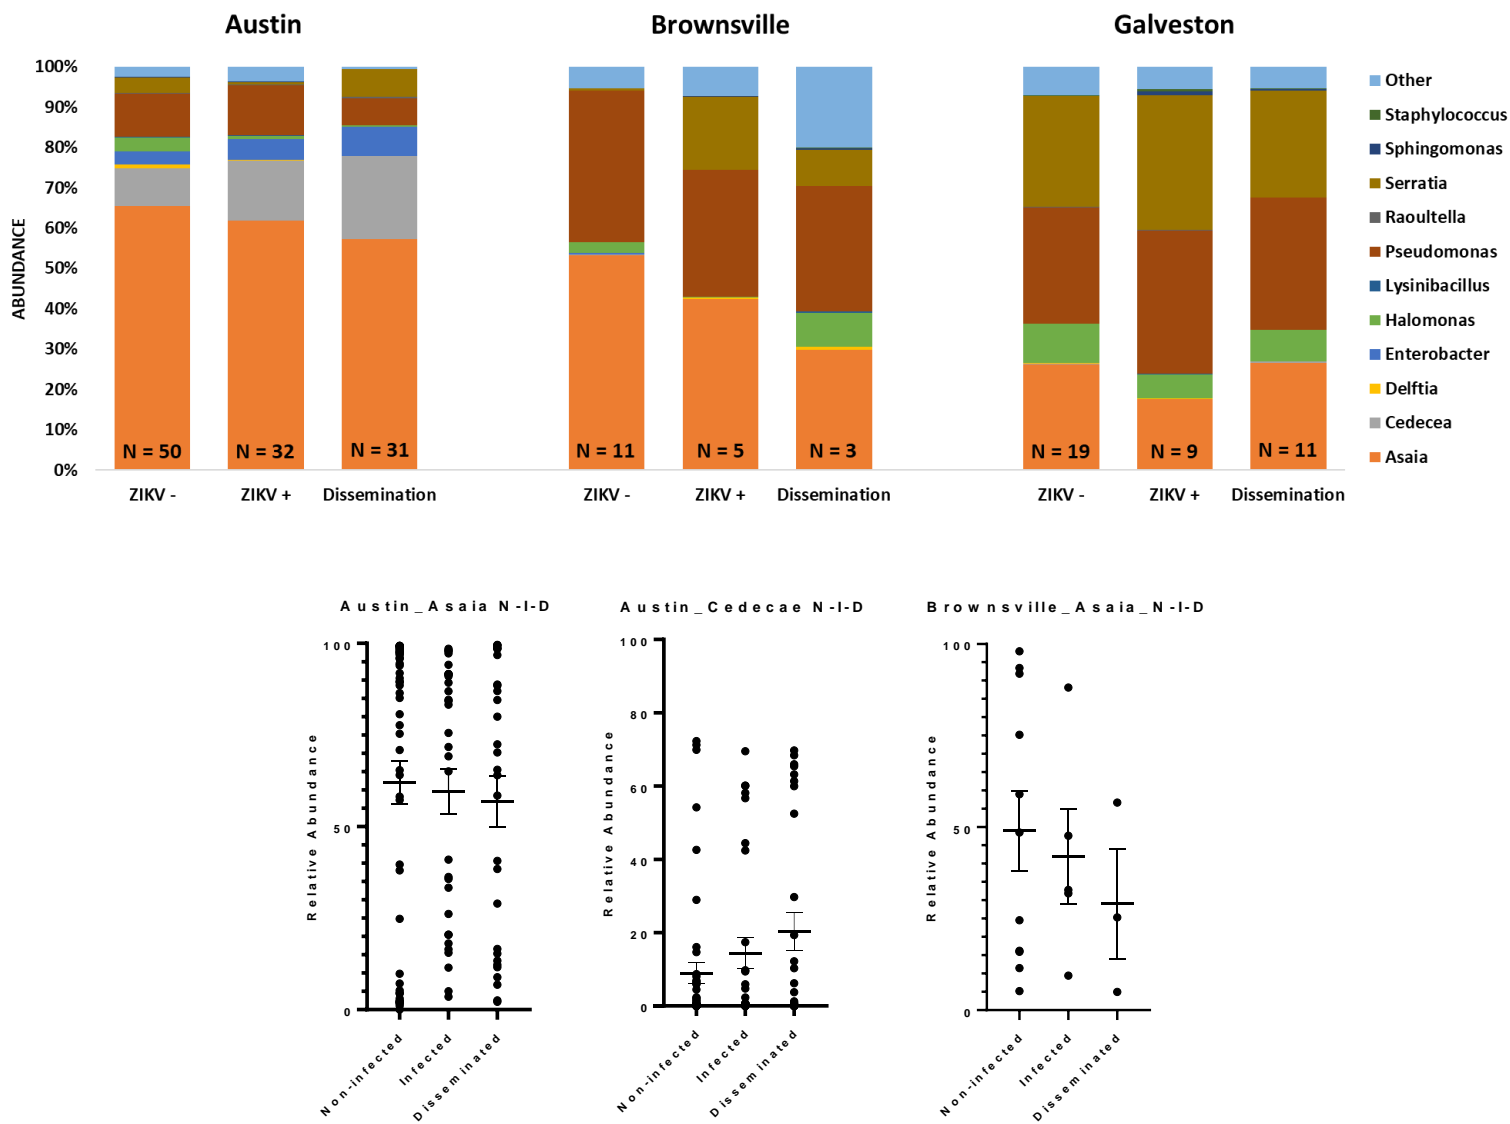 Austin
Brownsville
Galveston
100%
90%
80%
70%
60%
50%
40%
30%
20%
10%
0%
ABUNDANCE
N = 50
N = 32
N = 31
N = 11
N = 5
N = 3
N = 19
N = 9
N = 11
ZIKV -
ZIKV +
Dissemination
ZIKV -
ZIKV +
Dissemination
ZIKV -
ZIKV +
Dissemination
Other
Staphylococcus
Sphingomonas
Serratia
Raoultella
Pseudomonas
Lysinibacillus
Halomonas
Enterobacter
Delftia
Cedecea
Asaia
Austin_Asaia N-I-D
100
50
0
Relative Abundance
Non-infected
Infected
Disseminated
Austin_Cedecae N-I-D
100
80
60
40
20
0
Relative Abundance
Non-infected
Infected
Disseminated
Brownsville_Asaia_N-I-D
100
50
0
Relative Abundance
Non-infected
Infected
Disseminated